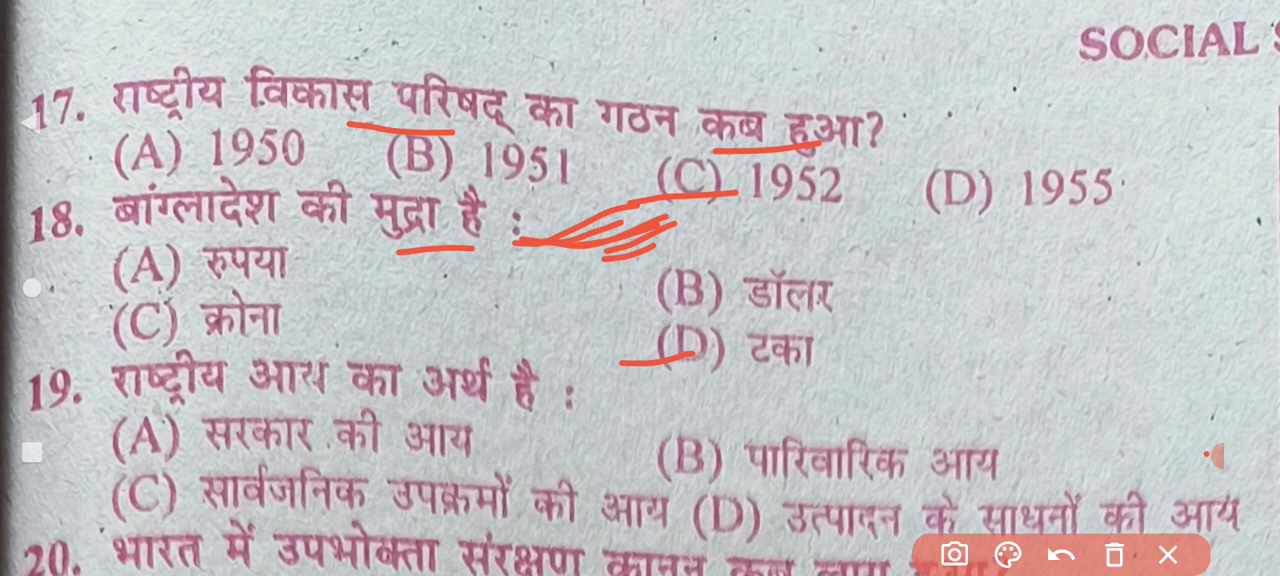 SOCIAL
17. राष्ट्रीय विकास परिषद् का गठन कब हुआ?
(A) 1950 (B) 1951 (C) 1952 (D) 1955
18. बांग्लादेश की मुद्रा है :
(A) रुपया (B) डॉलर
(C) क्रोना (D) टका
19. राष्ट्रीय आय का अर्थ है :
(A) सरकार की आय (B) पारिवारिक आय
(C) सार्वजनिक उपक्रमों की आय (D) उत्पादन के साधनों की आय
20. भारत में उपभोक्ता संरक्षण कानून कब लागू